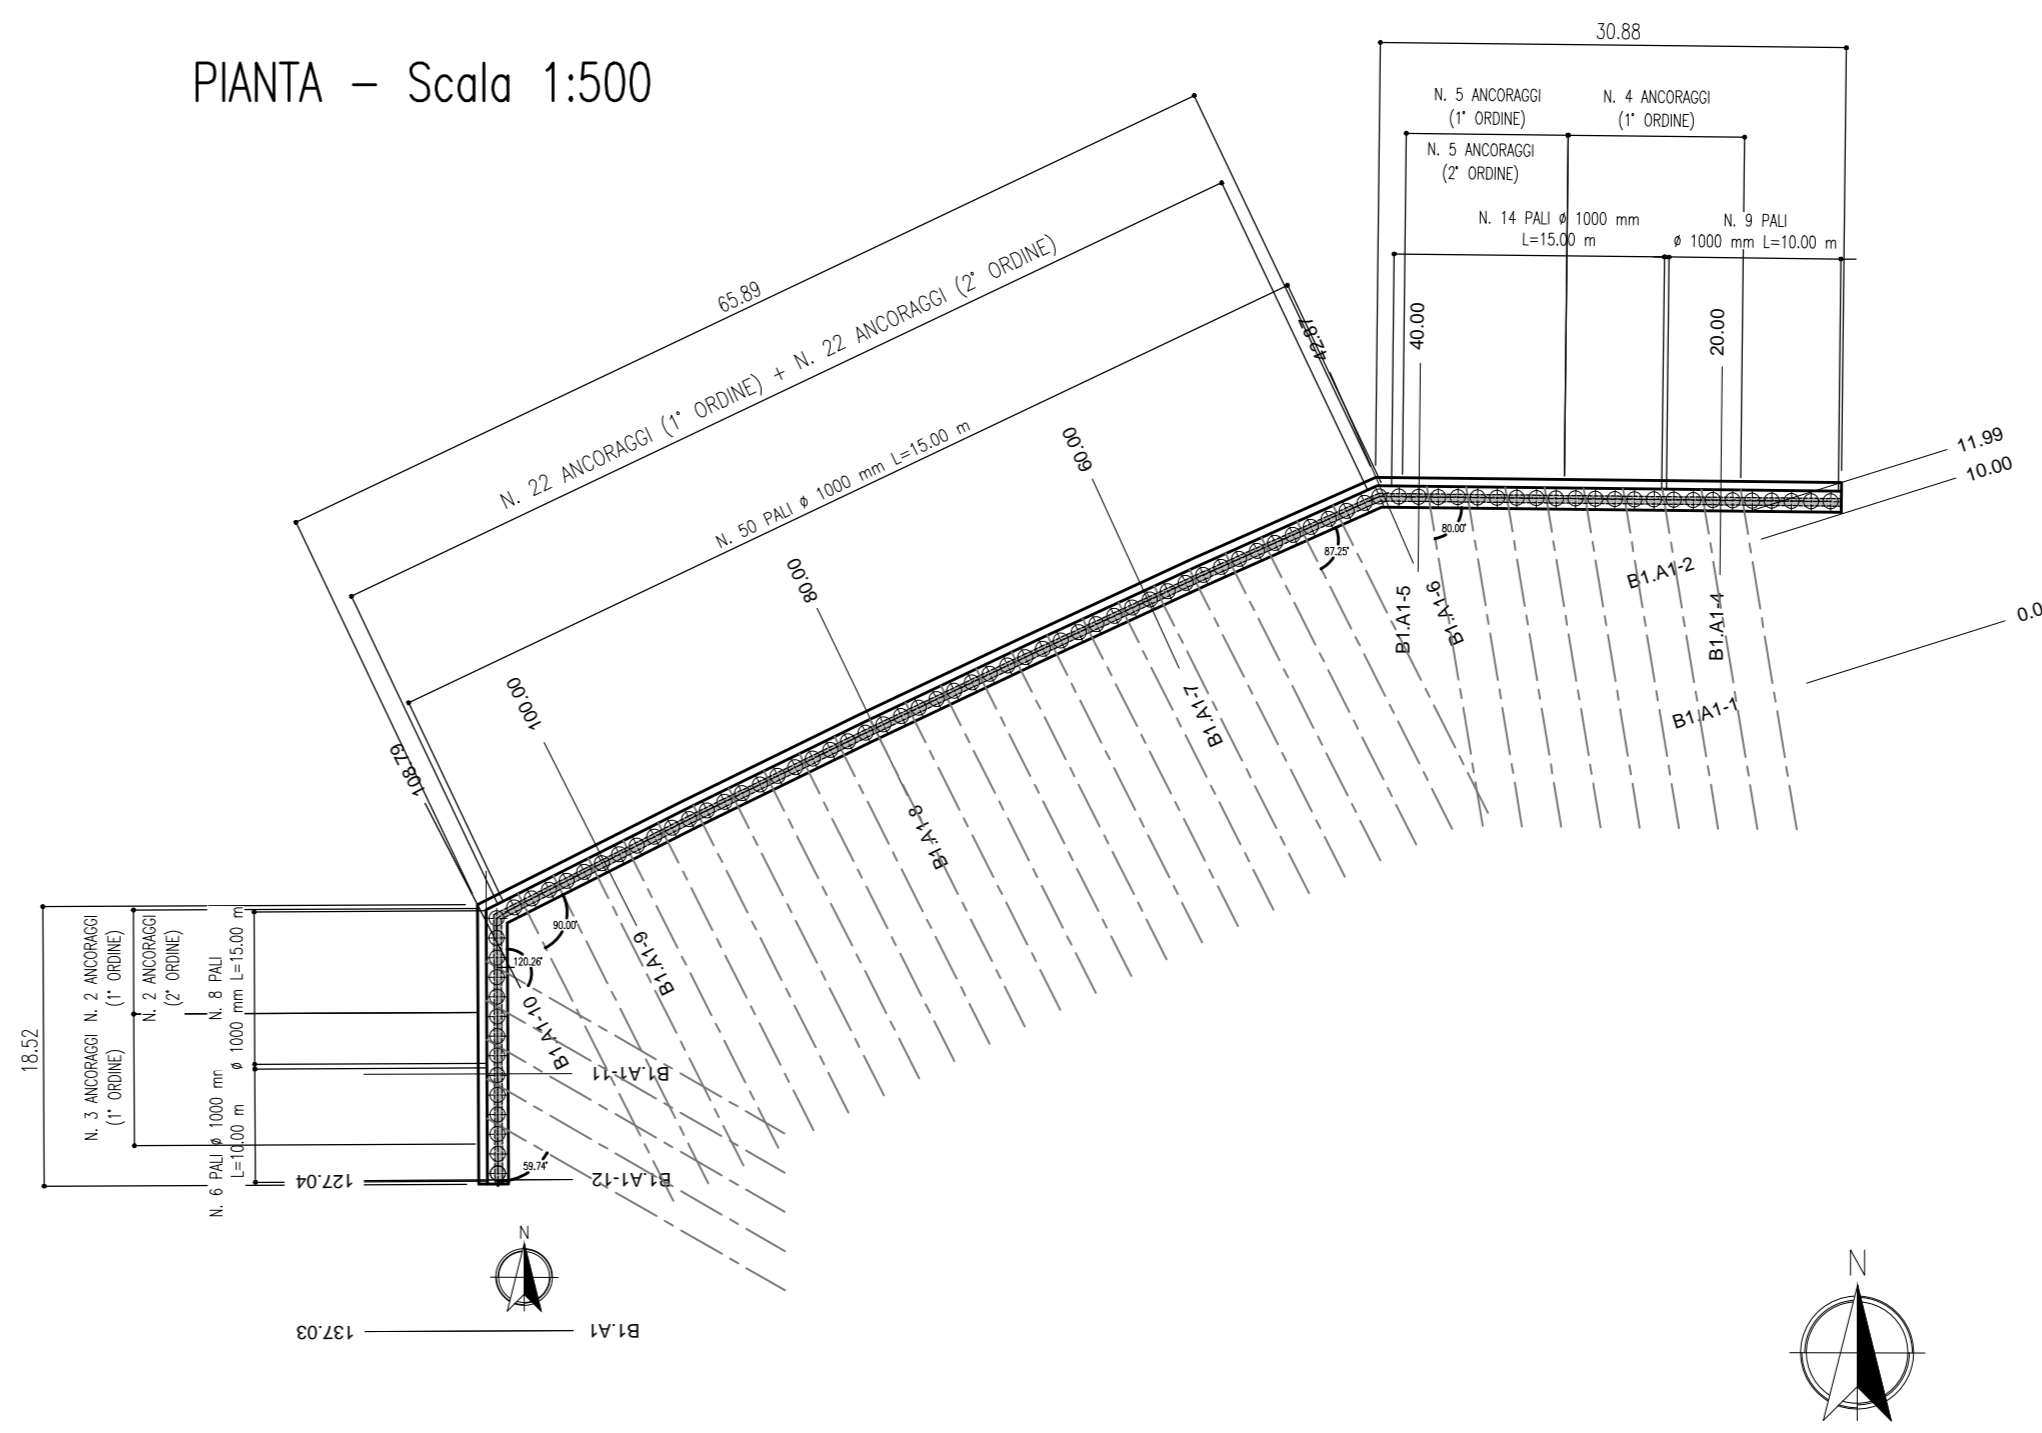 PIANTA – Scala 1:500
30.88
N. 5 ANCORAGGI
(1° ORDINE)
N. 4 ANCORAGGI
(1° ORDINE)
N. 5 ANCORAGGI
(2° ORDINE)
N. 14 PALI ø 1000 mm
L=15.00 m
N. 9 PALI
ø 1000 mm L=10.00 m
65.89
N. 22 ANCORAGGI (1° ORDINE) + N. 22 ANCORAGGI (2° ORDINE)
N. 50 PALI ø 1000 mm L=15.00 m
42.87
40.00
20.00
11.99
10.00
0.0
60.00
80.00
100.00
108.79
80.00°
87.25°
90.00°
120.26°
59.74°
B1.A1-2
B1.A1-1
B1.A1-4
B1.A1-5
B1.A1-6
B1.A1-7
B1.A1-8
B1.A1-9
B1.A1-10
B1.A1-11
B1.A1-12
18.52
N. 2 ANCORAGGI
(1° ORDINE)
N. 2 ANCORAGGI
(2° ORDINE)
N. 3 ANCORAGGI
(1° ORDINE)
N. 8 PALI
ø 1000 mm L=15.00 m
N. 6 PALI ø 1000 mm
L=10.00 m
127.04
N
137.03
B1.A1
N